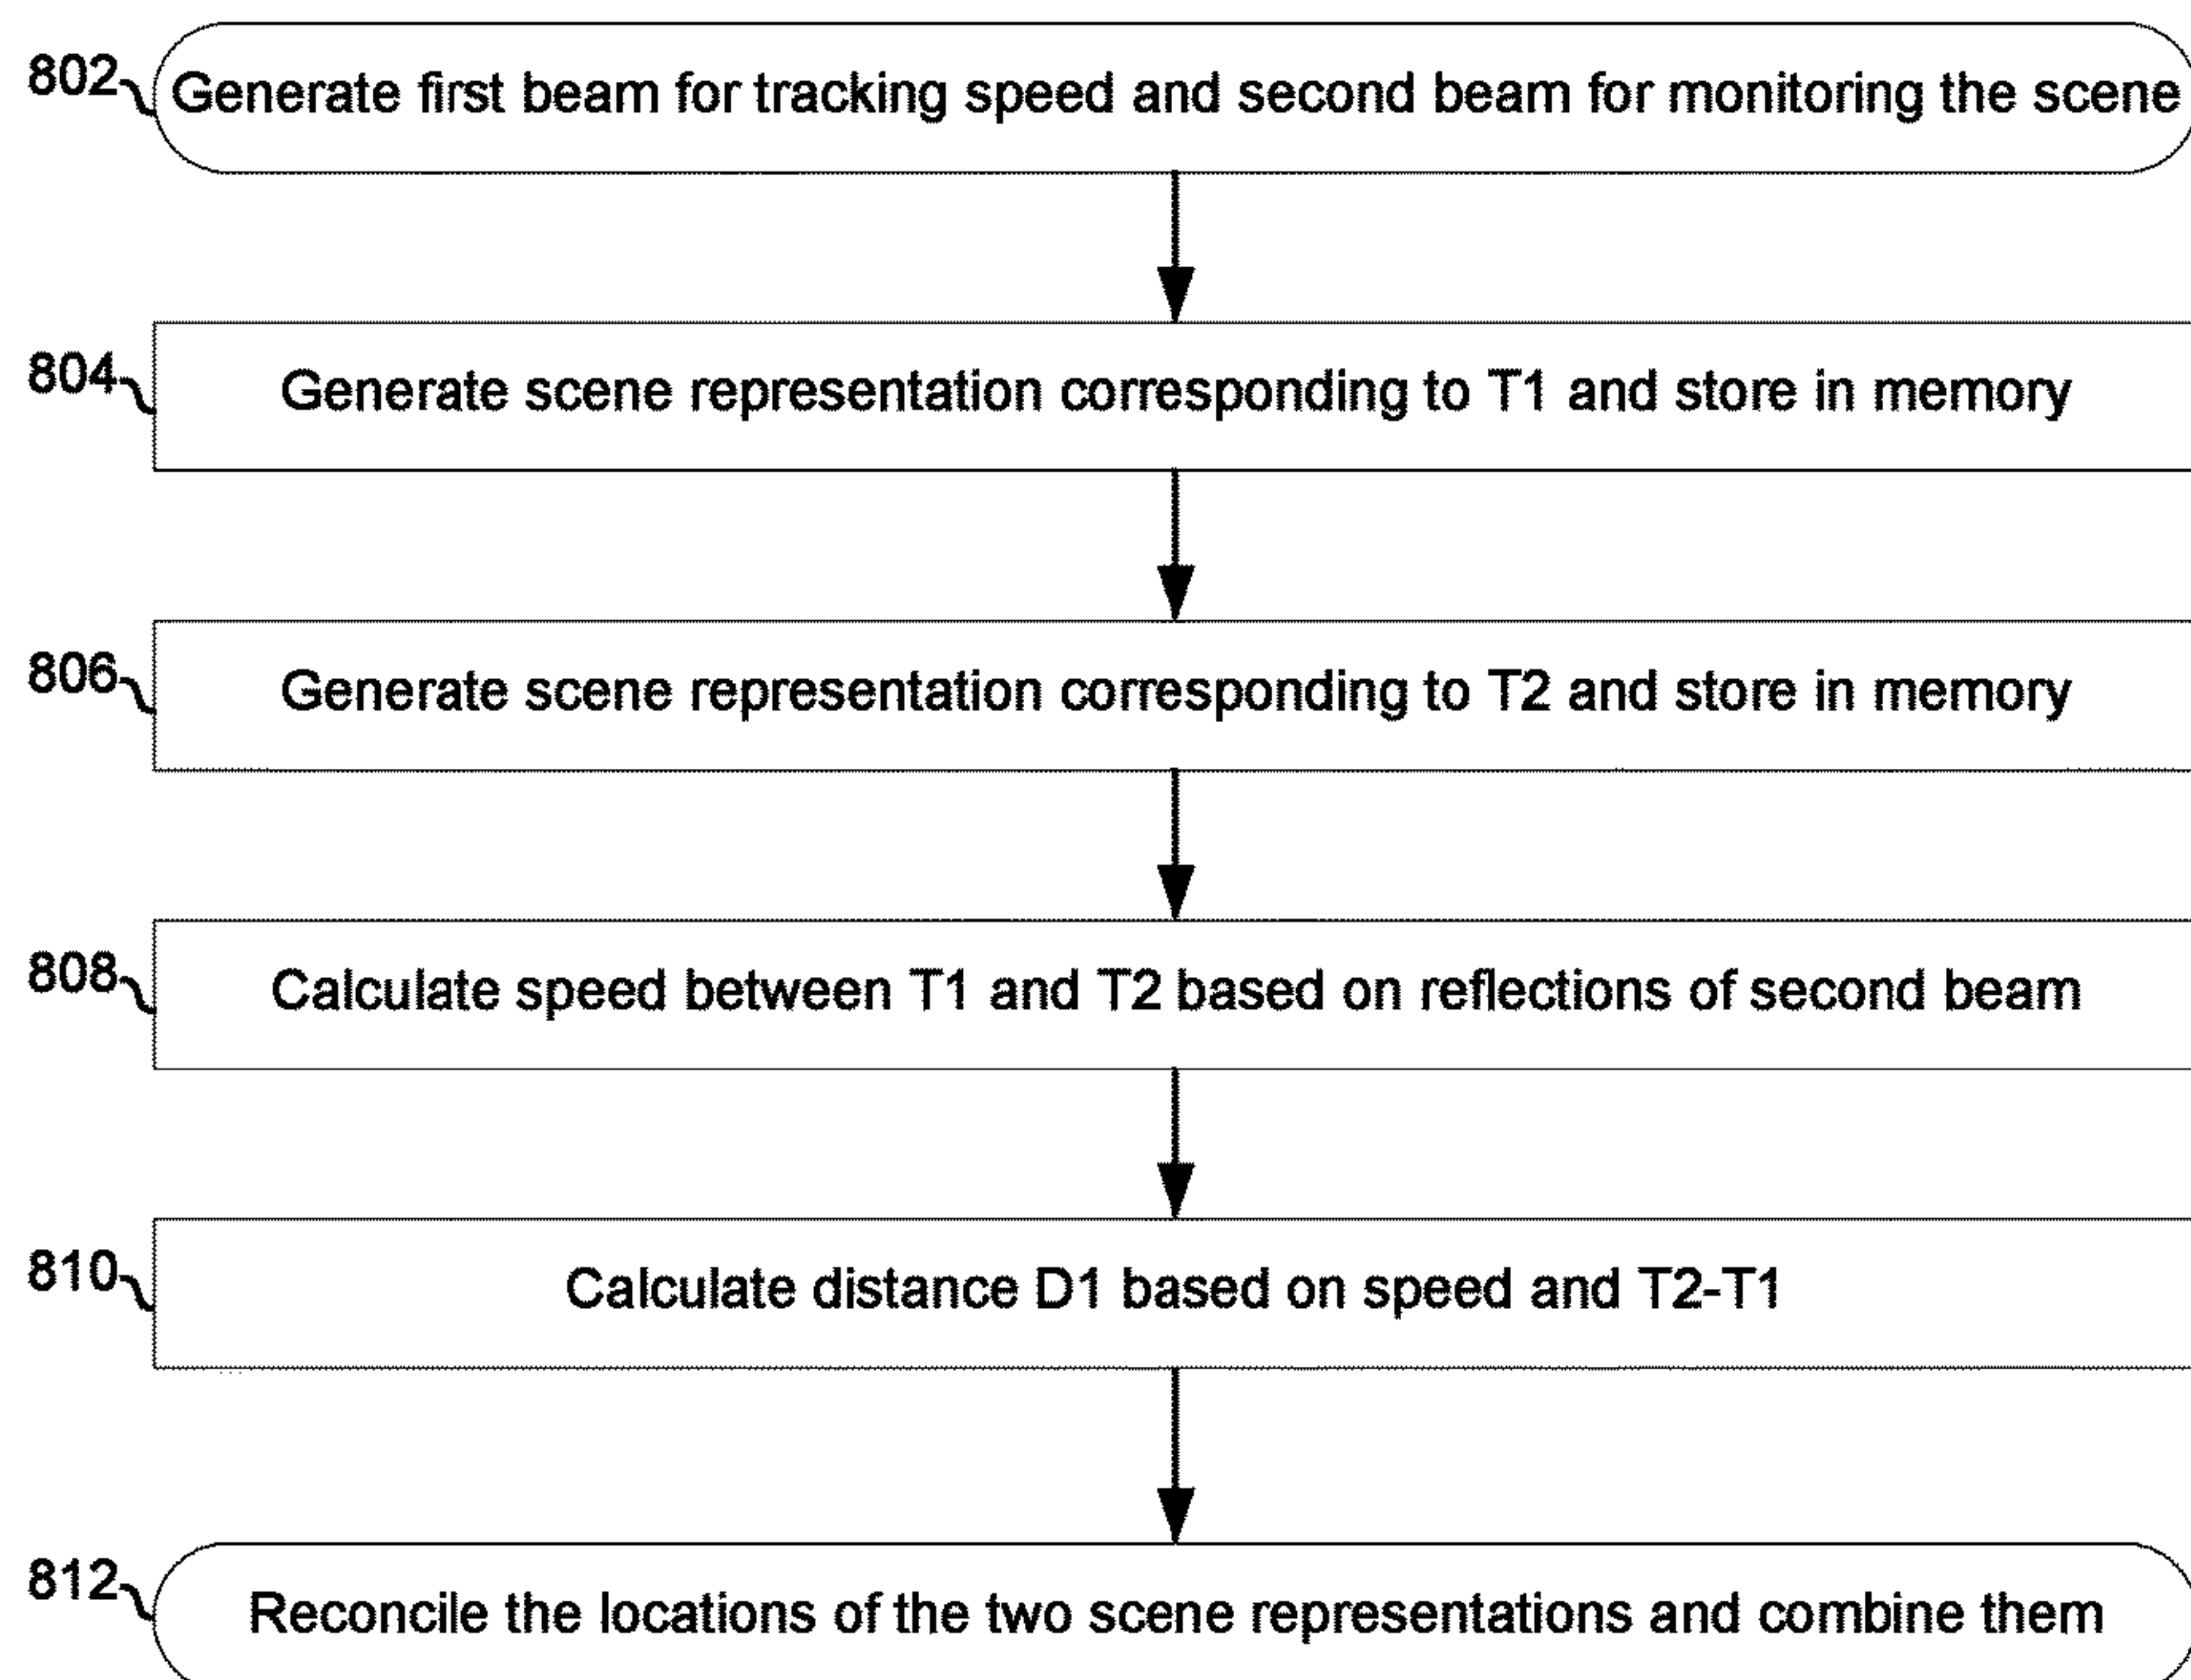 802 Generate first beam for tracking speed and second beam for monitoring the scene
804 Generate scene representation corresponding to T1 and store in memory
806 Generate scene representation corresponding to T2 and store in memory
808 Calculate speed between T1 and T2 based on reflections of second beam
810 Calculate distance D1 based on speed and T2-T1
812 Reconcile the locations of the two scene representations and combine them